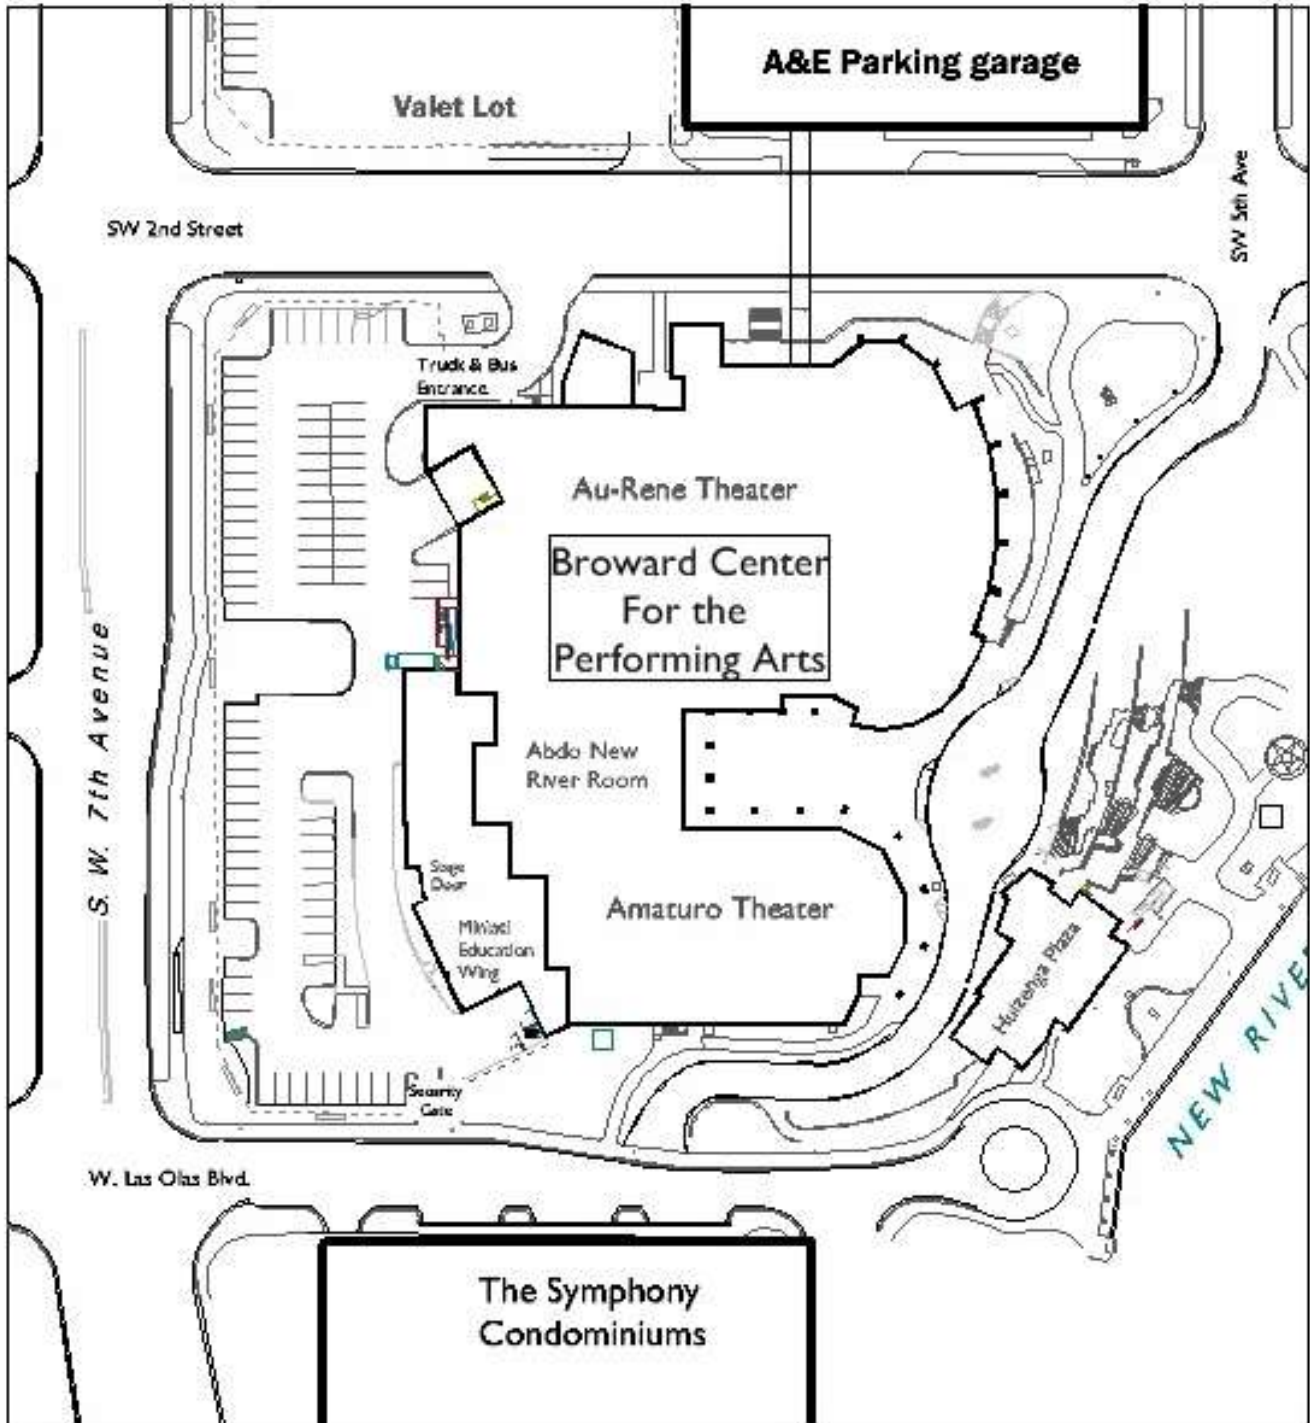 A&E Parking garage
Valet Lot
SW 5th Ave
SW 2nd Street
Truck & Bus
Entrance
Au-Rene Theater
Broward Center
For the
Performing Arts
S. W. 7th Avenue
Abdo New
River Room
Stage
Door
Amaturo Theater
Miniaci
Education
Wing
Huizenga Plaza
NEW RIVER
Security
Gate
W. Las Olas Blvd.
The Symphony
Condominiums